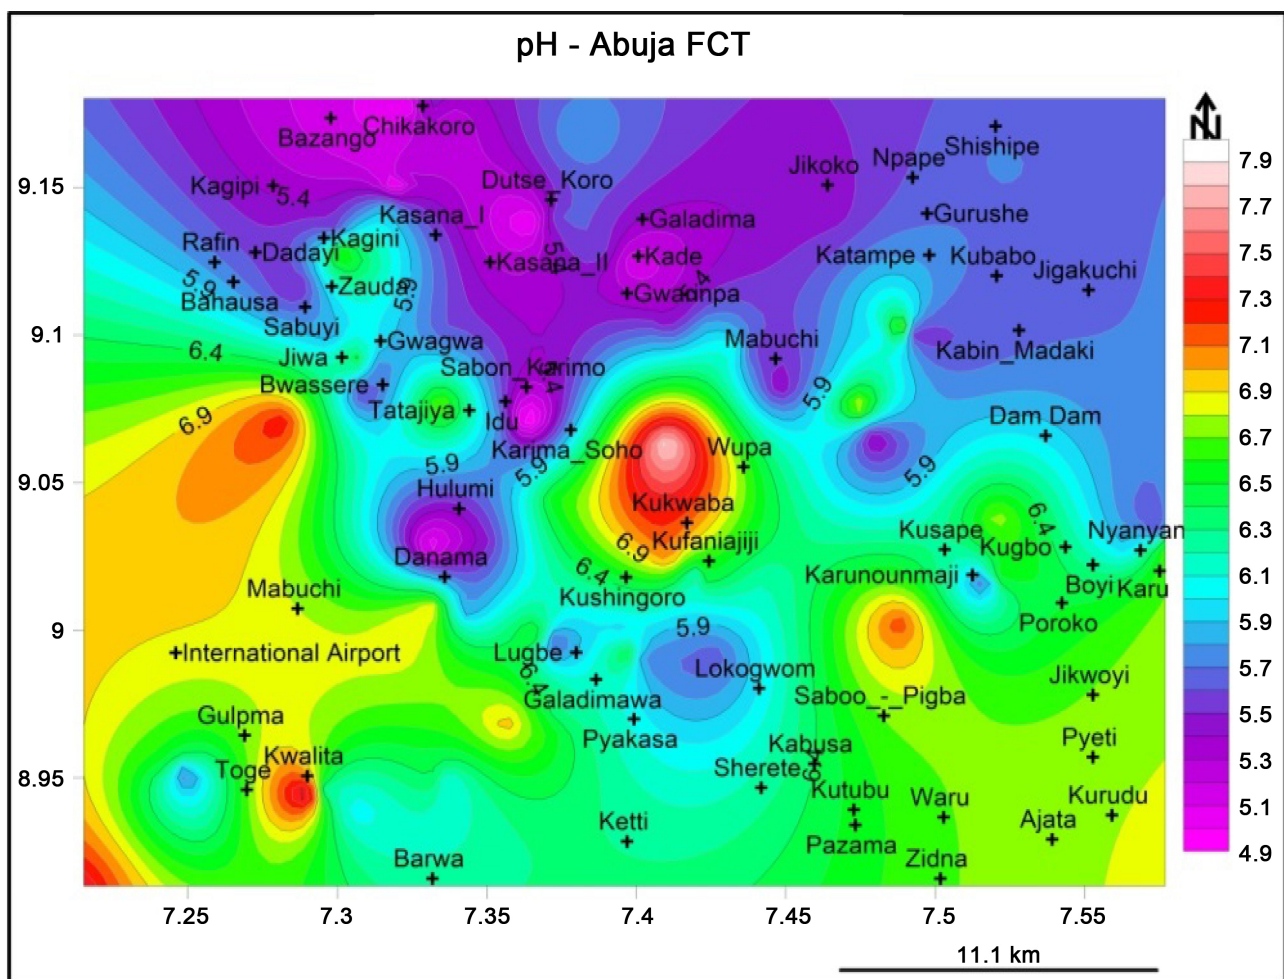 pH - Abuja FCT
N
Bazango
Chikakoro
Shishipe
Npape
Jikoko
9.15
Kagipi
5.4
Dutse_Koro
Kasana_I
Galadima
Gurushe
Rafin
Dadayi
Kagini
Kasana_II
Kade
Katampe
Kubabo
Jigakuchi
5.9
Bahausa
Zauda
5.9
Gwarinpa
5.4
Sabuyi
9.1
6.4
Jiwa
Gwagwa
Mabuchi
Kabin_Madaki
Bwassere
Sabon_Karimo
5.4
5.9
6.9
Tatajiya
Idu
Dam Dam
Karima_Soho
Wupa
9.05
5.9
5.9
5.9
Hulumi
Kukwaba
6.4
Kusape
Nyanyan
Danama
6.9
Kufaniajiji
Kugbo
6.4
Karunounmaji
Mabuchi
Kushingoro
Boyi
Karu
9
5.9
Poroko
International Airport
Lugbe
Lokogwom
Jikwoyi
6.4
Galadimawa
Saboo_-_Pigba
Gulpma
Pyakasa
Kabusa
Pyeti
Toge
Kwalita
8.95
Sherete
Kutubu
Waru
Kurudu
Ketti
Pazama
Ajata
Barwa
Zidna
7.25
7.3
7.35
7.4
7.45
7.5
7.55
11.1 km
7.9
7.7
7.5
7.3
7.1
6.9
6.7
6.5
6.3
6.1
5.9
5.7
5.5
5.3
5.1
4.9